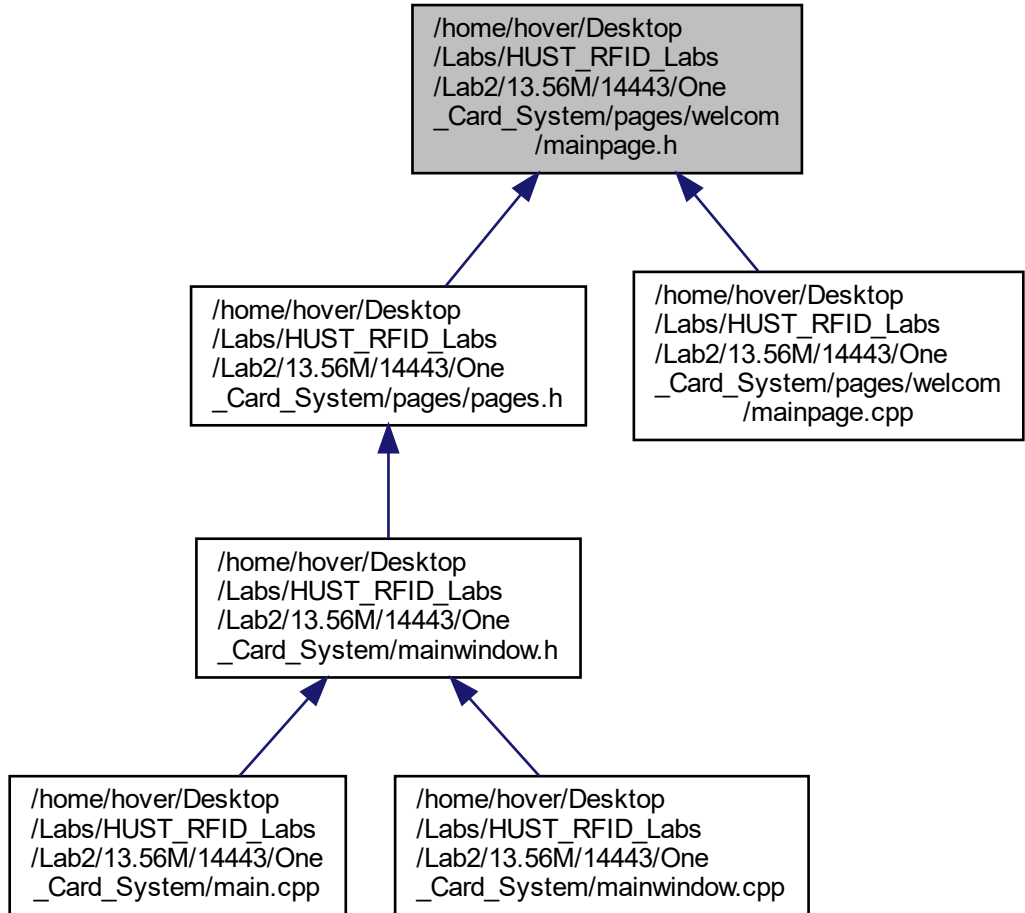 /home/hover/Desktop
/Labs/HUST_RFID_Labs
/Lab2/13.56M/14443/One
_Card_System/pages/welcom
/mainpage.h
/home/hover/Desktop
/Labs/HUST_RFID_Labs
/Lab2/13.56M/14443/One
_Card_System/pages/pages.h
/home/hover/Desktop
/Labs/HUST_RFID_Labs
/Lab2/13.56M/14443/One
_Card_System/pages/welcom
/mainpage.cpp
/home/hover/Desktop
/Labs/HUST_RFID_Labs
/Lab2/13.56M/14443/One
_Card_System/mainwindow.h
/home/hover/Desktop
/Labs/HUST_RFID_Labs
/Lab2/13.56M/14443/One
_Card_System/main.cpp
/home/hover/Desktop
/Labs/HUST_RFID_Labs
/Lab2/13.56M/14443/One
_Card_System/mainwindow.cpp